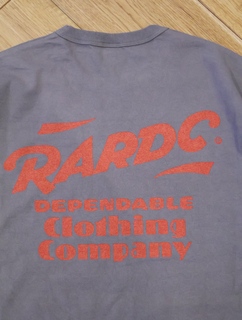 RARDC.
DEPENDABLE
Clothing
Company